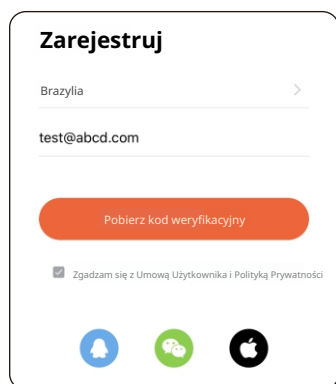 Zarejestruj
Brazylia
test@abcd.com
Pobierz kod weryfikacyjny
Zgadzam się z Umową Użytkownika i Polityką Prywatności